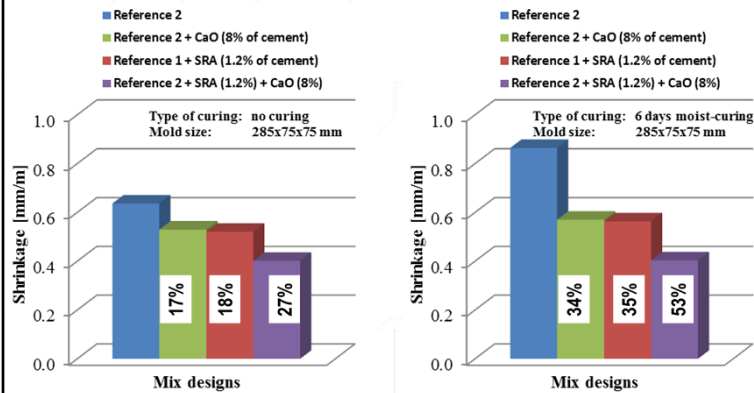 Reference 2
Reference 2 + CaO (8% of cement)
Reference 1 + SRA (1.2% of cement)
Reference 2 + SRA (1.2%) + CaO (8%)
Type of curing: no curing
Mold size: 285x75x75 mm
1.0
0.8
0.6
0.4
0.2
0.0
Shrinkage [mm/m]
17%
18%
27%
Mix designs
Reference 2
Reference 2 + CaO (8% of cement)
Reference 1 + SRA (1.2% of cement)
Reference 2 + SRA (1.2%) + CaO (8%)
Type of curing: 6 days moist-curing
Mold size: 285x75x75 mm
1.0
0.8
0.6
0.4
0.2
0.0
Shrinkage [mm/m]
34%
35%
53%
Mix designs